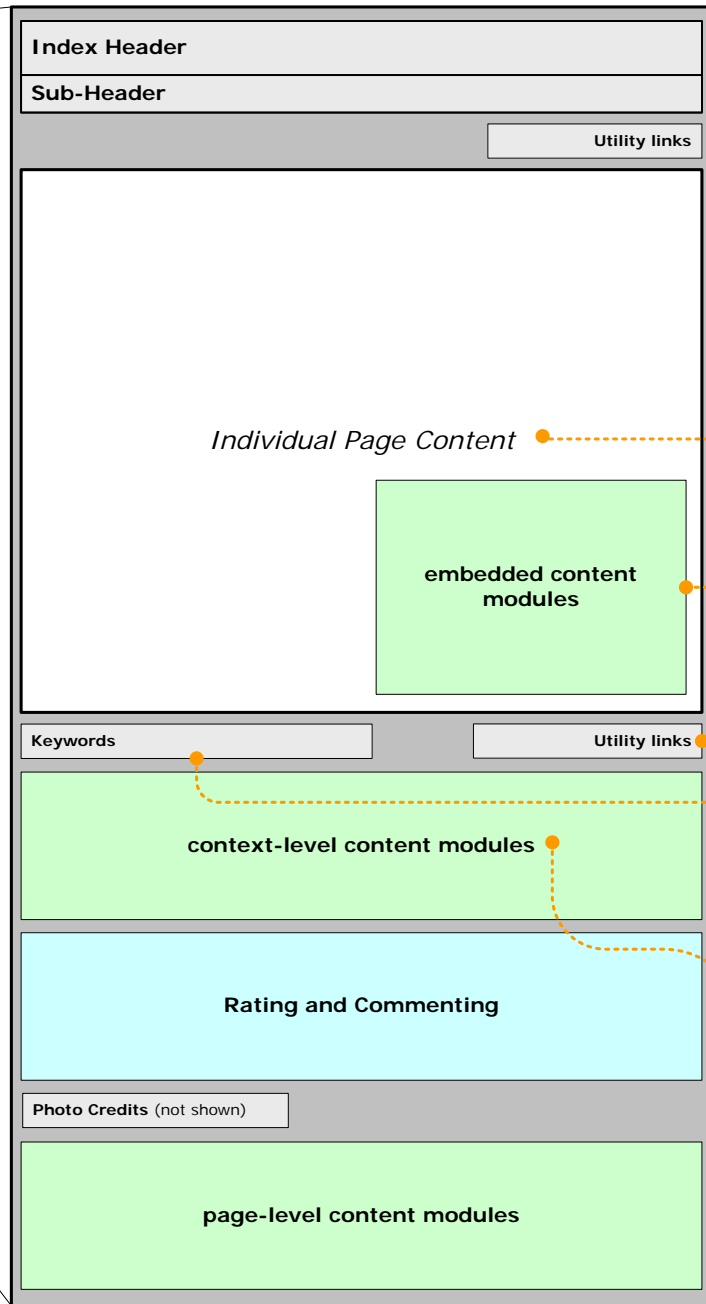 Index Header
Sub-Header
Utility links
Individual Page Content
embedded content
modules
Keywords
Utility links
context-level content modules
Rating and Commenting
Photo Credits (not shown)
page-level content modules